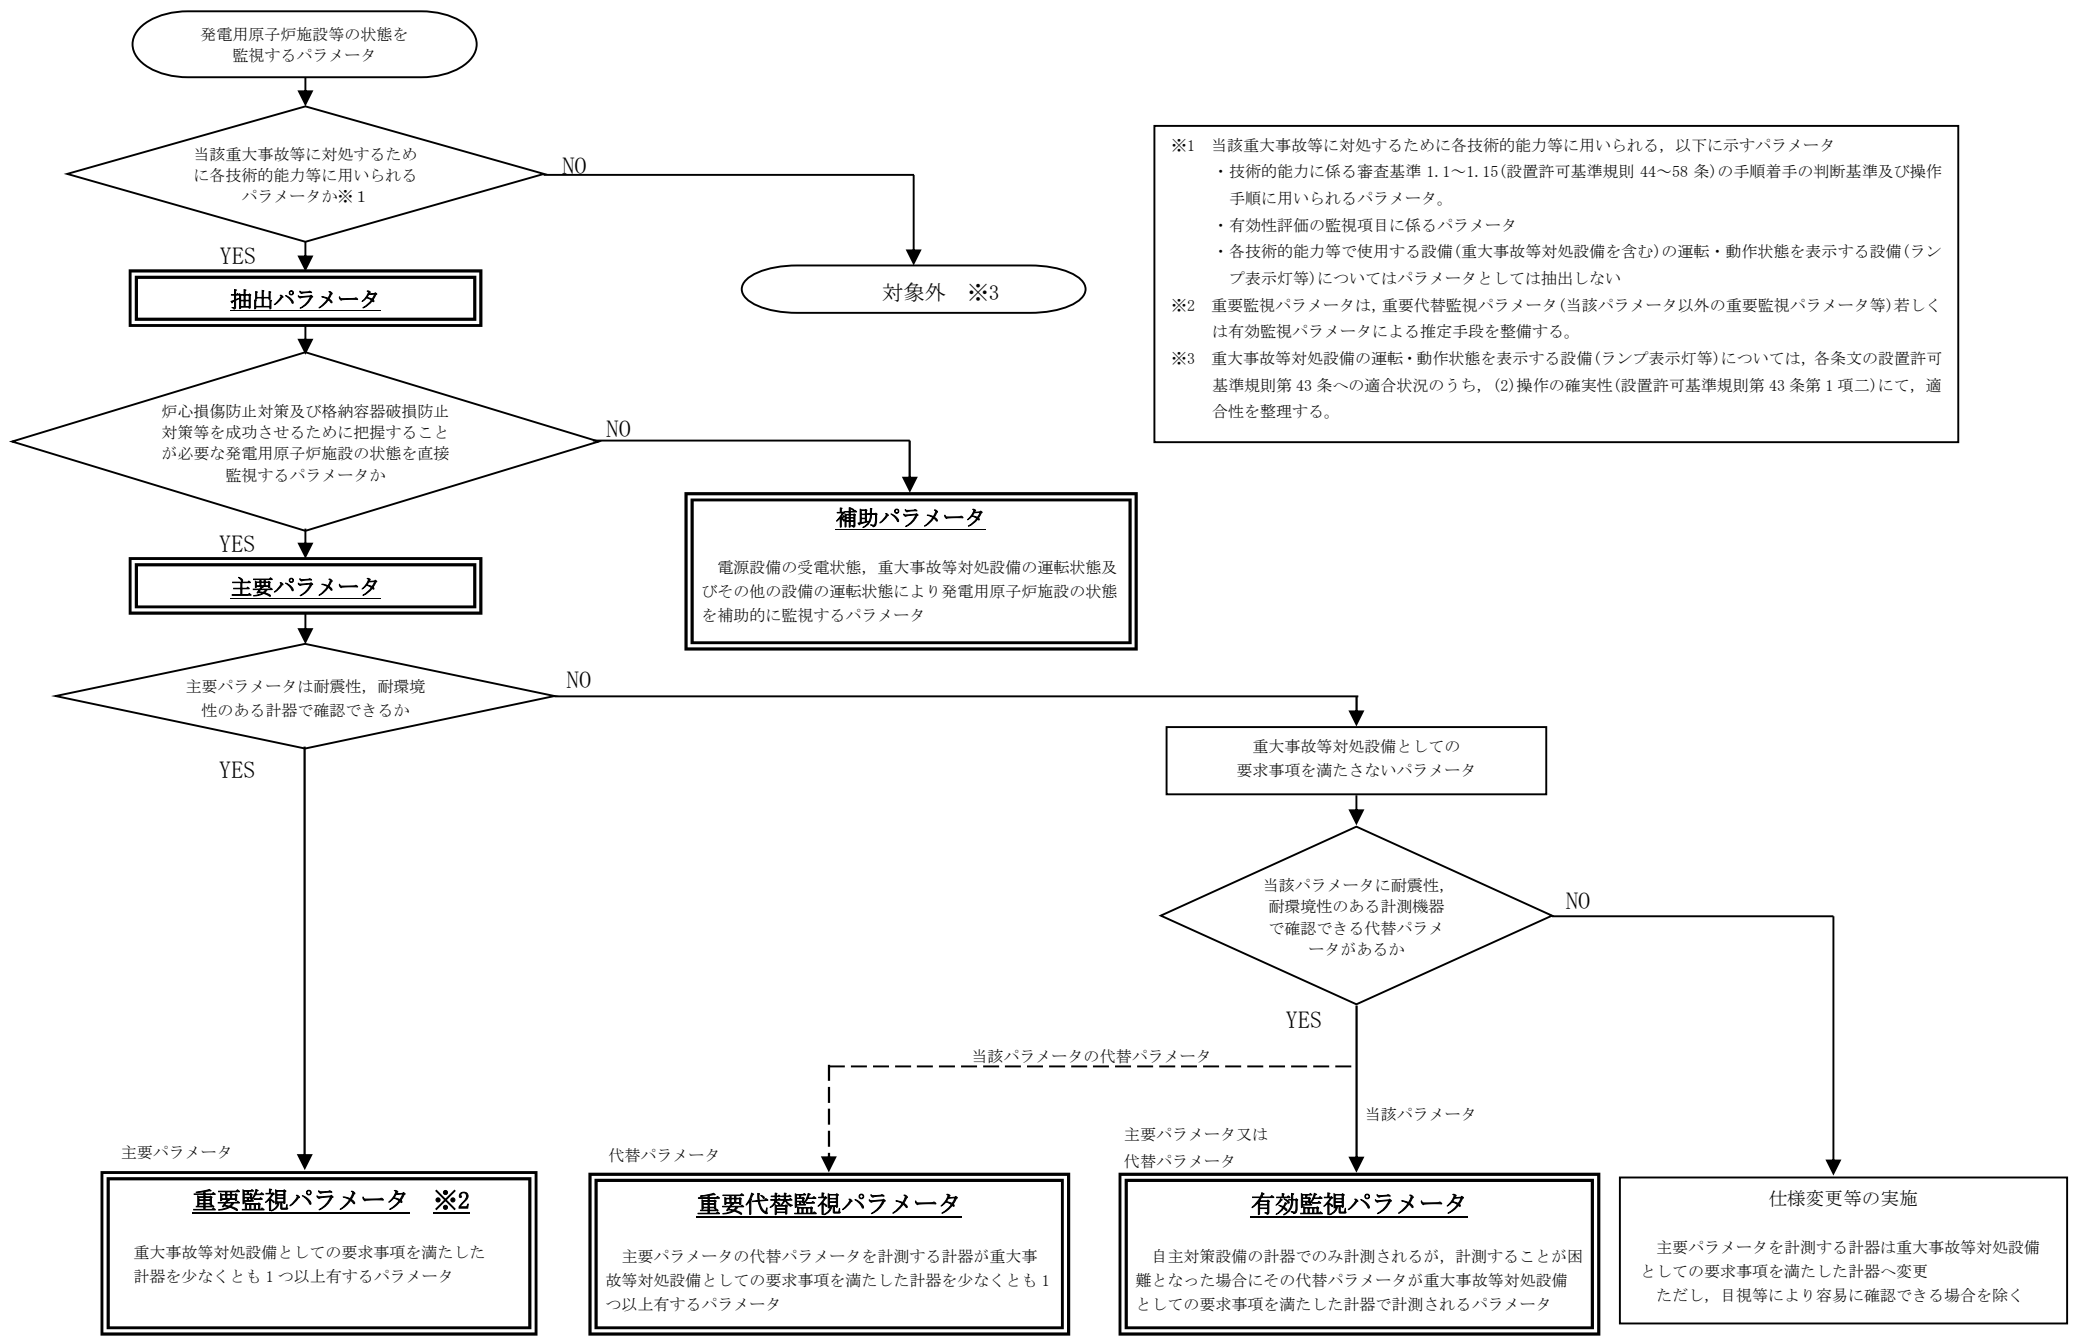 発電用原子炉施設等の状態を
監視するパラメータ
当該重大事故等に対処するため
に各技術的能力等に用いられる
パラメータか※１
NO
YES
抽出パラメータ
対象外　※3
※1　当該重大事故等に対処するために各技術的能力等に用いられる，以下に示すパラメータ
・技術的能力に係る審査基準 1.1～1.15(設置許可基準規則 44～58 条)の手順着手の判断基準及び操作
手順に用いられるパラメータ。
・有効性評価の監視項目に係るパラメータ
・各技術的能力等で使用する設備(重大事故等対処設備を含む)の運転・動作状態を表示する設備(ラン
プ表示灯等)についてはパラメータとしては抽出しない
※2　重要監視パラメータは，重要代替監視パラメータ(当該パラメータ以外の重要監視パラメータ等)若しく
は有効監視パラメータによる推定手段を整備する。
※3　重大事故等対処設備の運転・動作状態を表示する設備(ランプ表示灯等)については，各条文の設置許可
基準規則第 43 条への適合状況のうち，(2)操作の確実性(設置許可基準規則第 43 条第 1 項二)にて，適
合性を整理する。
炉心損傷防止対策及び格納容器破損防止
対策等を成功させるために把握すること
が必要な発電用原子炉施設の状態を直接
監視するパラメータか
NO
YES
補助パラメータ
電源設備の受電状態，重大事故等対処設備の運転状態及
びその他の設備の運転状態により発電用原子炉施設の状態
を補助的に監視するパラメータ
主要パラメータ
主要パラメータは耐震性，耐環境
性のある計器で確認できるか
NO
YES
重大事故等対処設備としての
要求事項を満たさないパラメータ
当該パラメータに耐震性，
耐環境性のある計測機器
で確認できる代替パラメ
ータがあるか
NO
YES
当該パラメータの代替パラメータ
当該パラメータ
主要パラメータ
重要監視パラメータ　※2
重大事故等対処設備としての要求事項を満たした
計器を少なくとも１つ以上有するパラメータ
代替パラメータ
重要代替監視パラメータ
主要パラメータの代替パラメータを計測する計器が重大事
故等対処設備としての要求事項を満たした計器を少なくとも１
つ以上有するパラメータ
主要パラメータ又は
代替パラメータ
有効監視パラメータ
自主対策設備の計器でのみ計測されるが，計測することが困
難となった場合にその代替パラメータが重大事故等対処設備
としての要求事項を満たした計器で計測されるパラメータ
仕様変更等の実施
主要パラメータを計測する計器は重大事故等対処設備
としての要求事項を満たした計器へ変更
ただし，目視等により容易に確認できる場合を除く